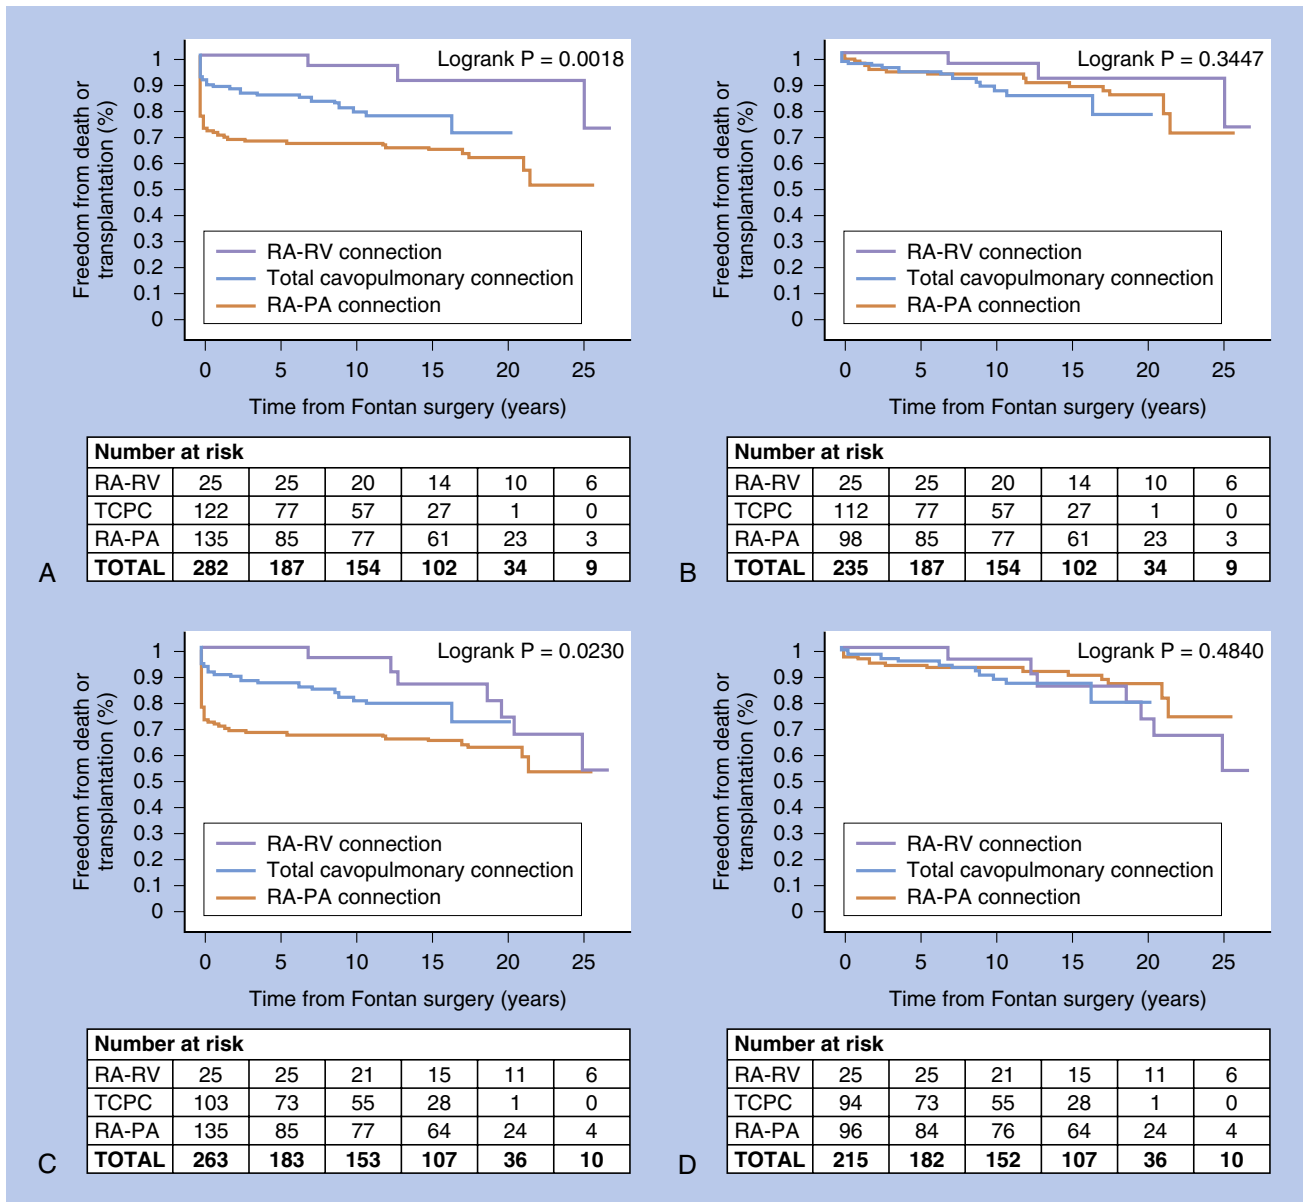 Logrank P = 0.0018
Freedom from death or
transplantation (%)
1
0.9
0.8
0.7
0.6
0.5
0.4
0.3
0.2
0.1
0
RA-RV connection
Total cavopulmonary connection
RA-PA connection
0 5 10 15 20 25
Time from Fontan surgery (years)
Number at risk
RA-RV 25 25 20 14 10 6
TCPC 122 77 57 27 1 0
RA-PA 135 85 77 61 23 3
TOTAL 282 187 154 102 34 9
A
Logrank P = 0.3447
Freedom from death or
transplantation (%)
1
0.9
0.8
0.7
0.6
0.5
0.4
0.3
0.2
0.1
0
RA-RV connection
Total cavopulmonary connection
RA-PA connection
0 5 10 15 20 25
Time from Fontan surgery (years)
Number at risk
RA-RV 25 25 20 14 10 6
TCPC 112 77 57 27 1 0
RA-PA 98 85 77 61 23 3
TOTAL 235 187 154 102 34 9
B
Logrank P = 0.0230
Freedom from death or
transplantation (%)
1
0.9
0.8
0.7
0.6
0.5
0.4
0.3
0.2
0.1
0
RA-RV connection
Total cavopulmonary connection
RA-PA connection
0 5 10 15 20 25
Time from Fontan surgery (years)
Number at risk
RA-RV 25 25 21 15 11 6
TCPC 103 73 55 28 1 0
RA-PA 135 85 77 64 24 4
TOTAL 263 183 153 107 36 10
C
Logrank P = 0.4840
Freedom from death or
transplantation (%)
1
0.9
0.8
0.7
0.6
0.5
0.4
0.3
0.2
0.1
0
RA-RV connection
Total cavopulmonary connection
RA-PA connection
0 5 10 15 20 25
Time from Fontan surgery (years)
Number at risk
RA-RV 25 25 21 15 11 6
TCPC 94 73 55 28 1 0
RA-PA 96 84 76 64 24 4
TOTAL 215 182 152 107 36 10
D